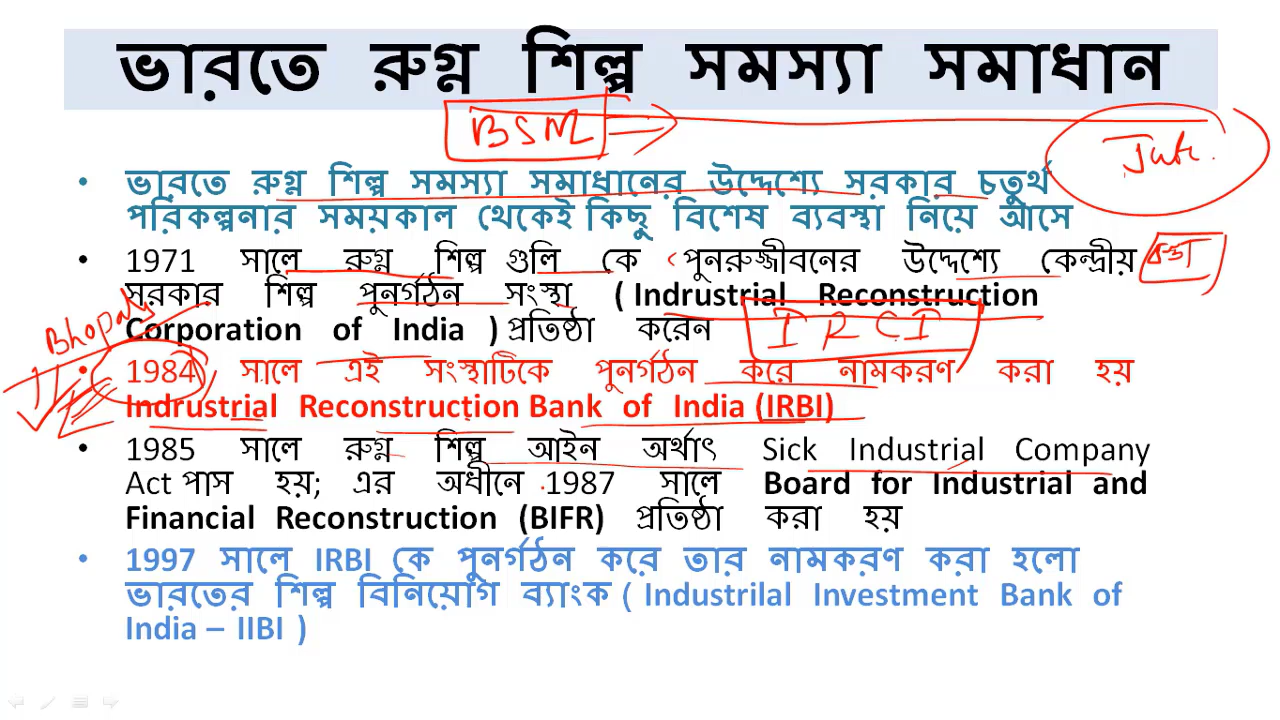 ভারতে রুগ্ন শিল্প সমস্যা সমাধান
BSM
Jute
• ভারতে রুগ্ন শিল্প সমস্যা সমাধানের উদ্দেশ্যে সরকার চতুর্থ
পরিকল্পনার সময়কাল থেকেই কিছু বিশেষ ব্যবস্থা নিয়ে আসে
• 1971 সালে রুগ্ন শিল্প গুলি কে পুনরুজ্জীবনের উদ্দেশ্যে কেন্দ্রীয়
সরকার শিল্প পুনর্গঠন সংস্থা ( Indrustrial Reconstruction
Corporation of India ) প্রতিষ্ঠা করেন
IRCI
Bhopal
• 1984 সালে এই সংস্থাটিকে পুনর্গঠন করে নামকরণ করা হয়
Indrustrial Reconstruction Bank of India (IRBI)
• 1985 সালে রুগ্ন শিল্প আইন অর্থাৎ Sick Industrial Company
Act পাস হয়; এর অধীনে 1987 সালে Board for Industrial and
Financial Reconstruction (BIFR) প্রতিষ্ঠা করা হয়
• 1997 সালে IRBI কে পুনর্গঠন করে তার নামকরণ করা হলো
ভারতের শিল্প বিনিয়োগ ব্যাংক ( Industrilal Investment Bank of
India – IIBI )